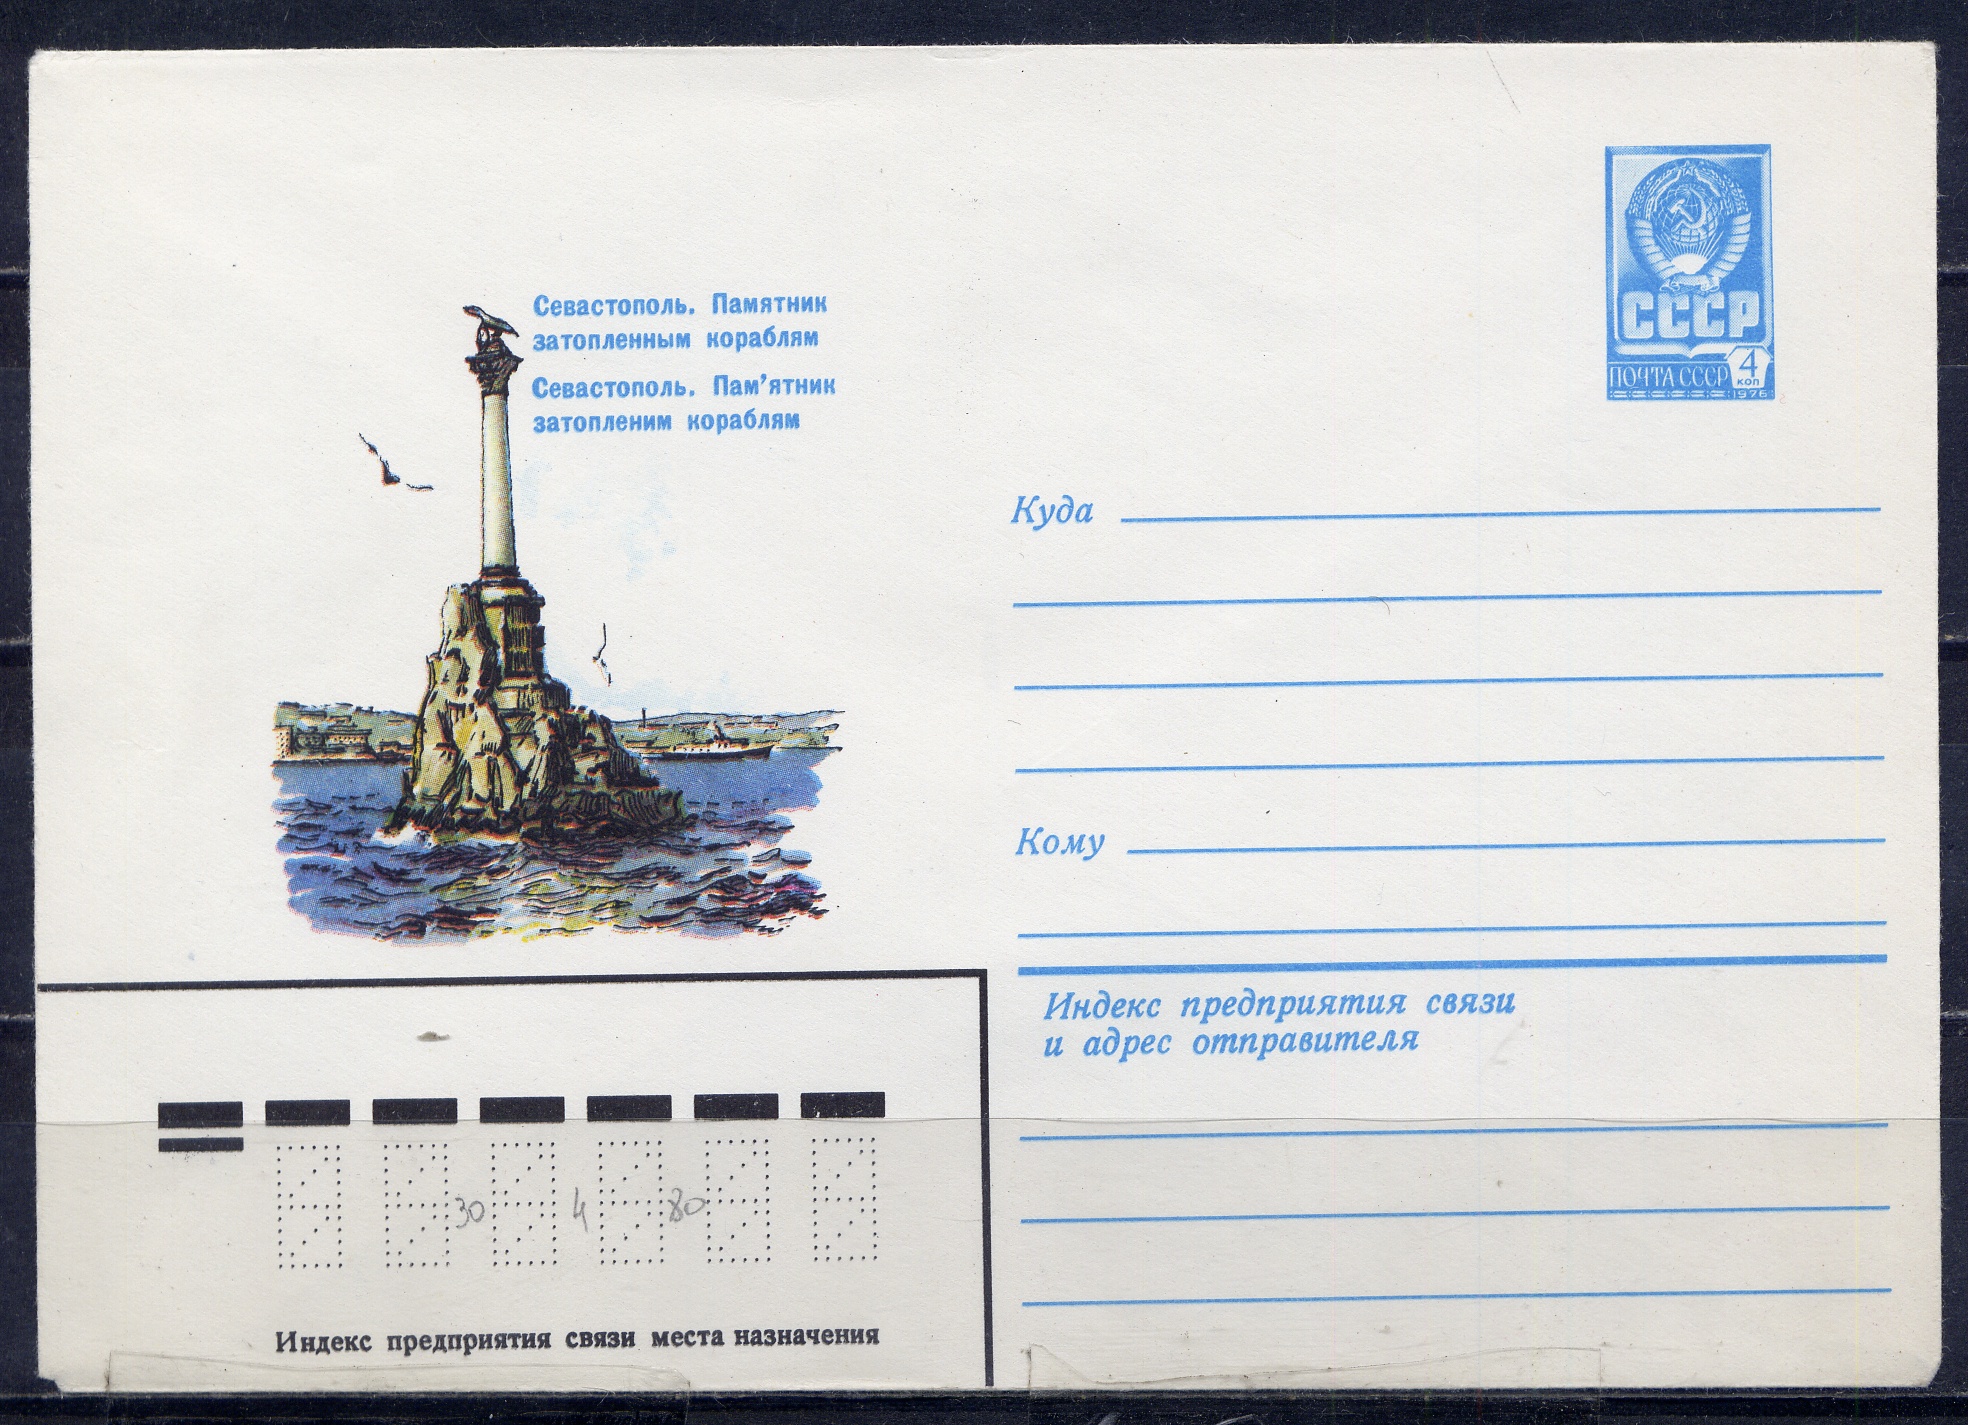 Севастополь. Памятник
затопленным кораблям
Севастополь. Пам’ятник
затопленим кораблям
СССР
ПОЧТА СССР 4 коп
1976
Куда
Кому
Индекс предприятия связи
и адрес отправителя
30 4 80
Индекс предприятия связи места назначения